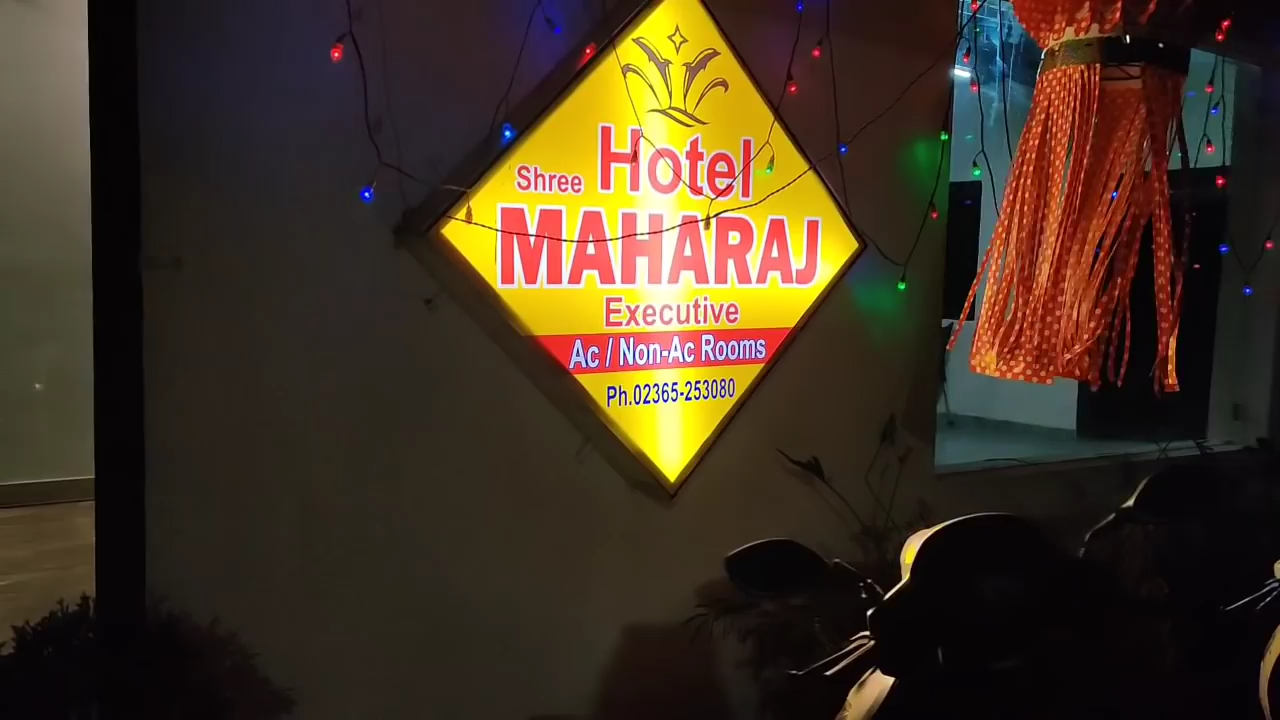 Shree Hotel
MAHARAJ
Executive
Ac / Non-Ac Rooms
Ph.02365-253080